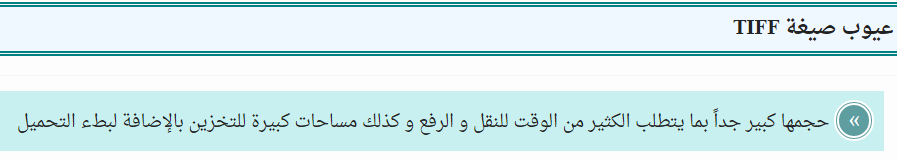 عيوب صيغة TIFF
» حجمها كبير جداً بما يتطلب الكثير من الوقت للنقل و الرفع و كذلك مساحات كبيرة للتخزين بالإضافة لبطء التحميل